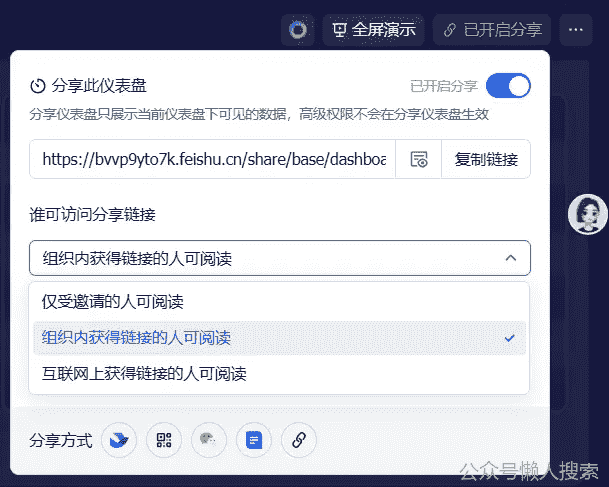 全屏演示
已开启分享
分享此仪表盘
已开启分享
分享仪表盘只展示当前仪表盘下可见的数据，高级权限不会在分享仪表盘生效
https://bvvp9yto7k.feishu.cn/share/base/dashboa
复制链接
谁可访问分享链接
组织内获得链接的人可阅读
仅受邀请的人可阅读
组织内获得链接的人可阅读
互联网上获得链接的人可阅读
分享方式
公众号懒人搜索